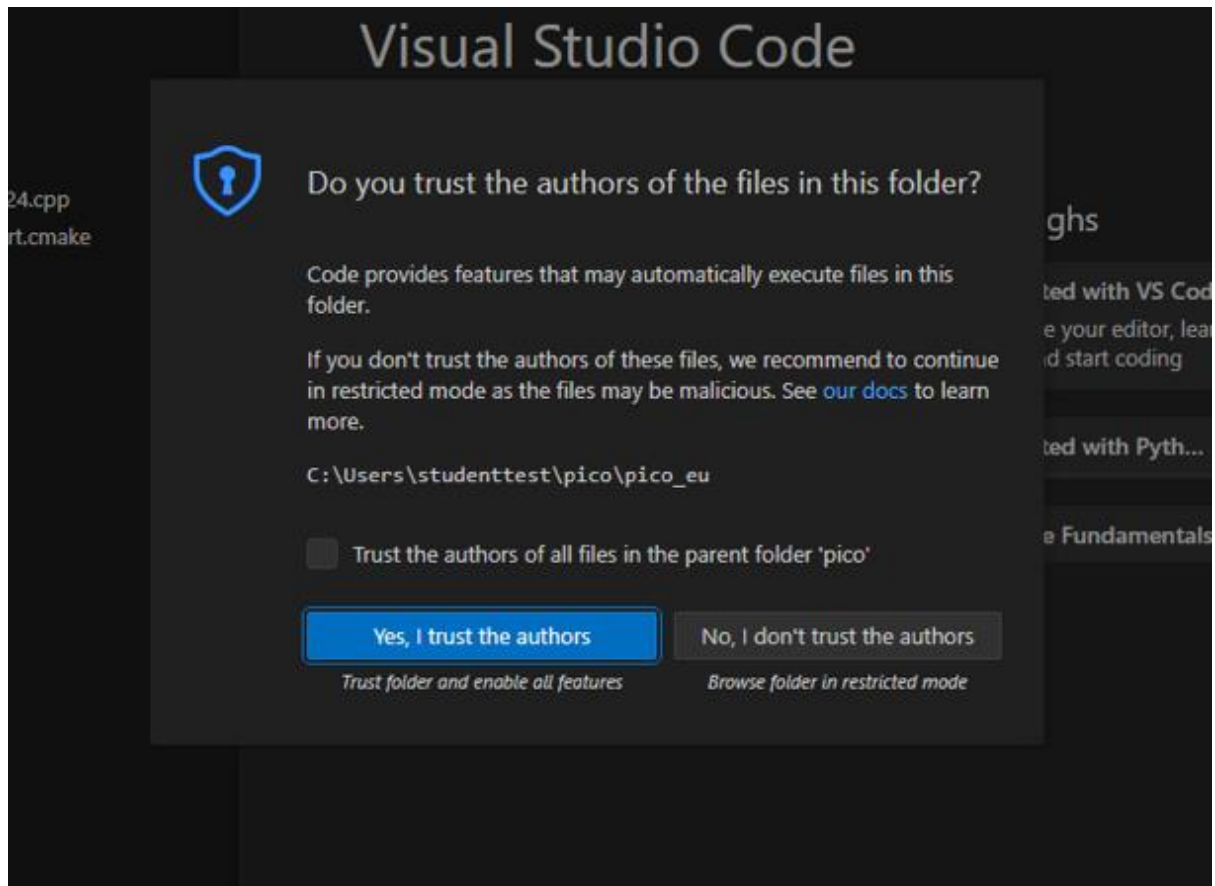 Visual Studio Code
Do you trust the authors of the files in this folder?
24.cpp
rt.cmake
ghs
Code provides features that may automatically execute files in this
folder.
ted with VS Cod
e your editor, lear
d start coding
If you don't trust the authors of these files, we recommend to continue
in restricted mode as the files may be malicious. See our docs to learn
more.
ted with Pyth...
C:\Users\studenttest\pico\pico_eu
e Fundamentals
Trust the authors of all files in the parent folder 'pico'
Yes, I trust the authors
No, I don't trust the authors
Trust folder and enable all features
Browse folder in restricted mode